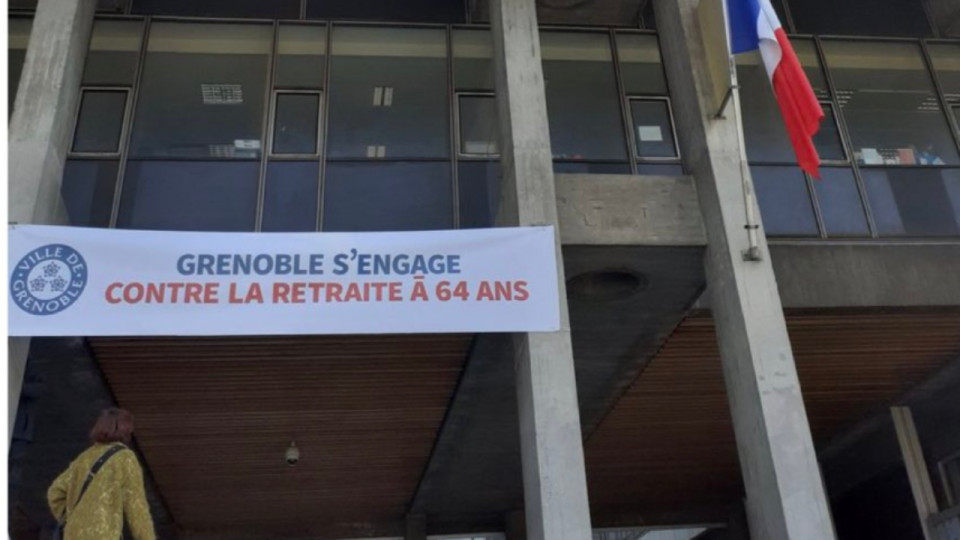 VILLE DE
GRENOBLE
GRENOBLE S'ENGAGE
CONTRE LA RETRAITE Ā 64 ANS